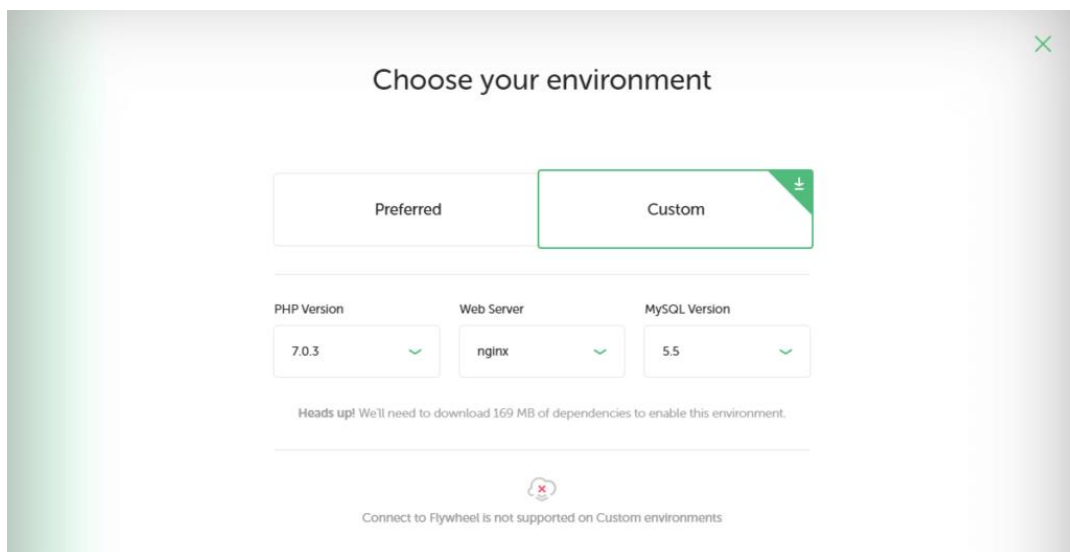 Choose your environment
Preferred
Custom
PHP Version
Web Server
MySQL Version
7.0.3
nginx
5.5
Heads up! We'll need to download 169 MB of dependencies to enable this environment.
Connect to Flywheel is not supported on Custom environments